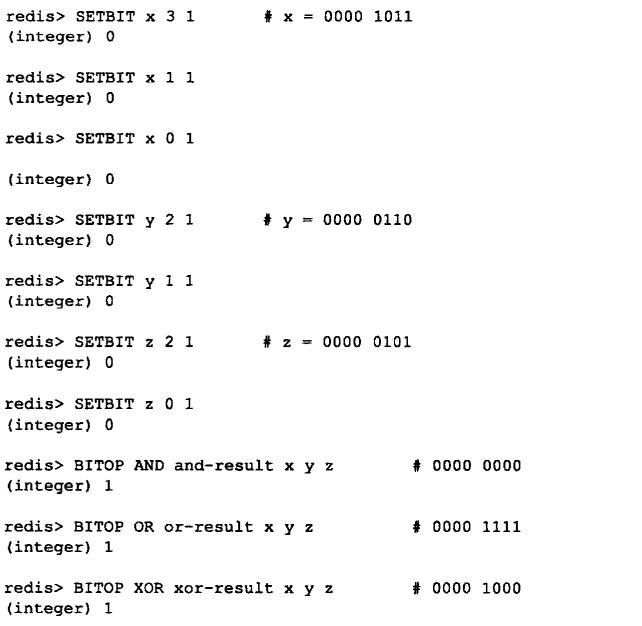 redis> SETBIT x 3 1 # x = 0000 1011
(integer) 0
redis> SETBIT x 1 1
(integer) 0
redis> SETBIT x 0 1
(integer) 0
redis> SETBIT y 2 1 # y = 0000 0110
(integer) 0
redis> SETBIT y 1 1
(integer) 0
redis> SETBIT z 2 1 # z = 0000 0101
(integer) 0
redis> SETBIT z 0 1
(integer) 0
redis> BITOP AND and-result x y z # 0000 0000
(integer) 1
redis> BITOP OR or-result x y z # 0000 1111
(integer) 1
redis> BITOP XOR xor-result x y z # 0000 1000
(integer) 1